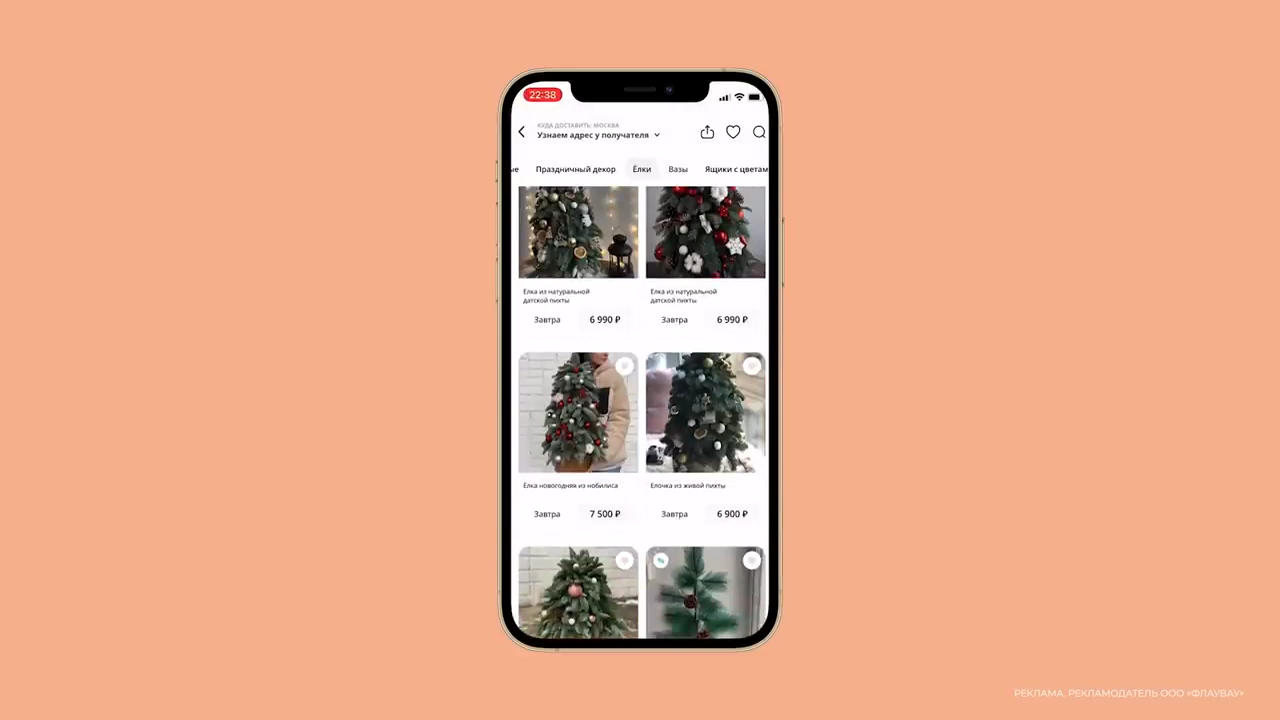 22:38
КУДА ДОСТАВИТЬ: МОСКВА
Узнаем адрес у получателя
ые Праздничный декор Ёлки Вазы Ящики с цветам
Елка из натуральной
датской пихты
Елка из натуральной
датской пихты
Завтра 6 990 ₽ Завтра 6 990 ₽
Ёлка новогодняя из нобилиса Елочка из живой пихты
Завтра 7 500 ₽ Завтра 6 900 ₽
РЕКЛАМА, РЕКЛАМОДАТЕЛЬ ООО «ФЛАУВАУ»